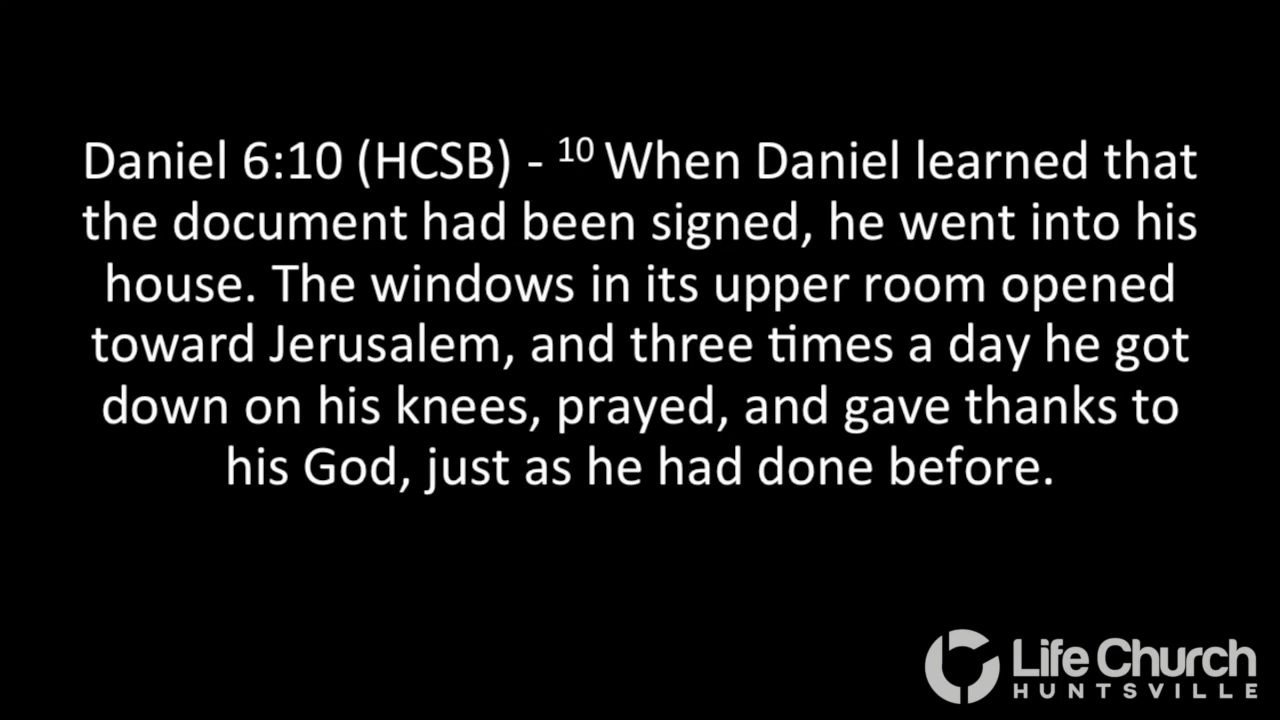 Daniel 6:10 (HCSB) - 10 When Daniel learned that
the document had been signed, he went into his
house. The windows in its upper room opened
toward Jerusalem, and three times a day he got
down on his knees, prayed, and gave thanks to
his God, just as he had done before.
Life Church
HUNTSVILLE